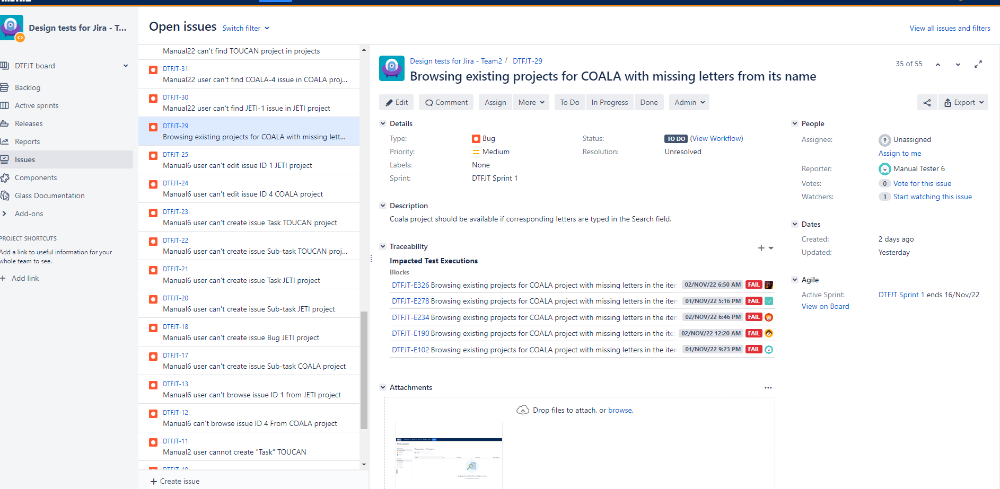 Design tests for Jira - T...
DTFJT board
Backlog
Active sprints
Releases
Reports
Issues
Components
Glass Documentation
Add-ons
PROJECT SHORTCUTS
Add a link to useful information for your
whole team to see.
Add link
Open issues Switch filter
View all issues and filters
Manual22 can't find TOUCAN project in projects
DTFJT-31
Manual22 user can't find COALA-4 issue in COALA proj...
DTFJT-30
Manual22 user can't find JETI-1 issue in JETI project
DTFJT-29
Browsing existing projects for COALA with missing lett...
DTFJT-25
Manual6 user can't edit issue ID 1 JETI project
DTFJT-24
Manual6 user can't edit issue ID 4 COALA project
DTFJT-23
Manual6 user can't create issue Task TOUCAN project
DTFJT-22
Manual6 user can't create issue Sub-task TOUCAN proj...
DTFJT-21
Manual6 user can't create issue Task JETI project
DTFJT-20
Manual6 user can't create issue Sub-task JETI project
DTFJT-18
Manual6 user can't create issue Bug JETI project
DTFJT-17
Manual6 user can't create issue Sub-task COALA project
DTFJT-13
Manual6 user can't browse issue ID 1 from JETI project
DTFJT-12
Manual6 can't browse issue ID 4 From COALA project
DTFJT-11
Manual2 user cannot create "Task" TOUCAN
DTFJT-10
Create issue
Design tests for Jira - Team2 / DTFJT-29
35 of 55
Browsing existing projects for COALA with missing letters from its name
Edit Comment Assign More To Do In Progress Done Admin Export
Details
Type: Bug Status: TO DO (View Workflow)
Priority: Medium Resolution: Unresolved
Labels: None
Sprint: DTFJT Sprint 1
Description
Coala project should be available if corresponding letters are typed in the Search field.
Traceability
Impacted Test Executions
Blocks
DTFJT-E326 Browsing existing projects for COALA project with missing letters in the iten 02/NOV/22 6:50 AM FAIL
DTFJT-E278 Browsing existing projects for COALA project with missing letters in the iten 01/NOV/22 5:16 PM FAIL
DTFJT-E234 Browsing existing projects for COALA project with missing letters in the iten 02/NOV/22 6:46 PM FAIL
DTFJT-E190 Browsing existing projects for COALA project with missing letters in the iter 02/NOV/22 12:20 AM FAIL
DTFJT-E102 Browsing existing projects for COALA project with missing letters in the iten 01/NOV/22 9:23 PM FAIL
Attachments
Drop files to attach, or browse.
People
Assignee: Unassigned
Assign to me
Reporter: Manual Tester 6
Votes: 0 Vote for this issue
Watchers: 1 Start watching this issue
Dates
Created: 2 days ago
Updated: Yesterday
Agile
Active Sprint: DTFJT Sprint 1 ends 16/Nov/22
View on Board